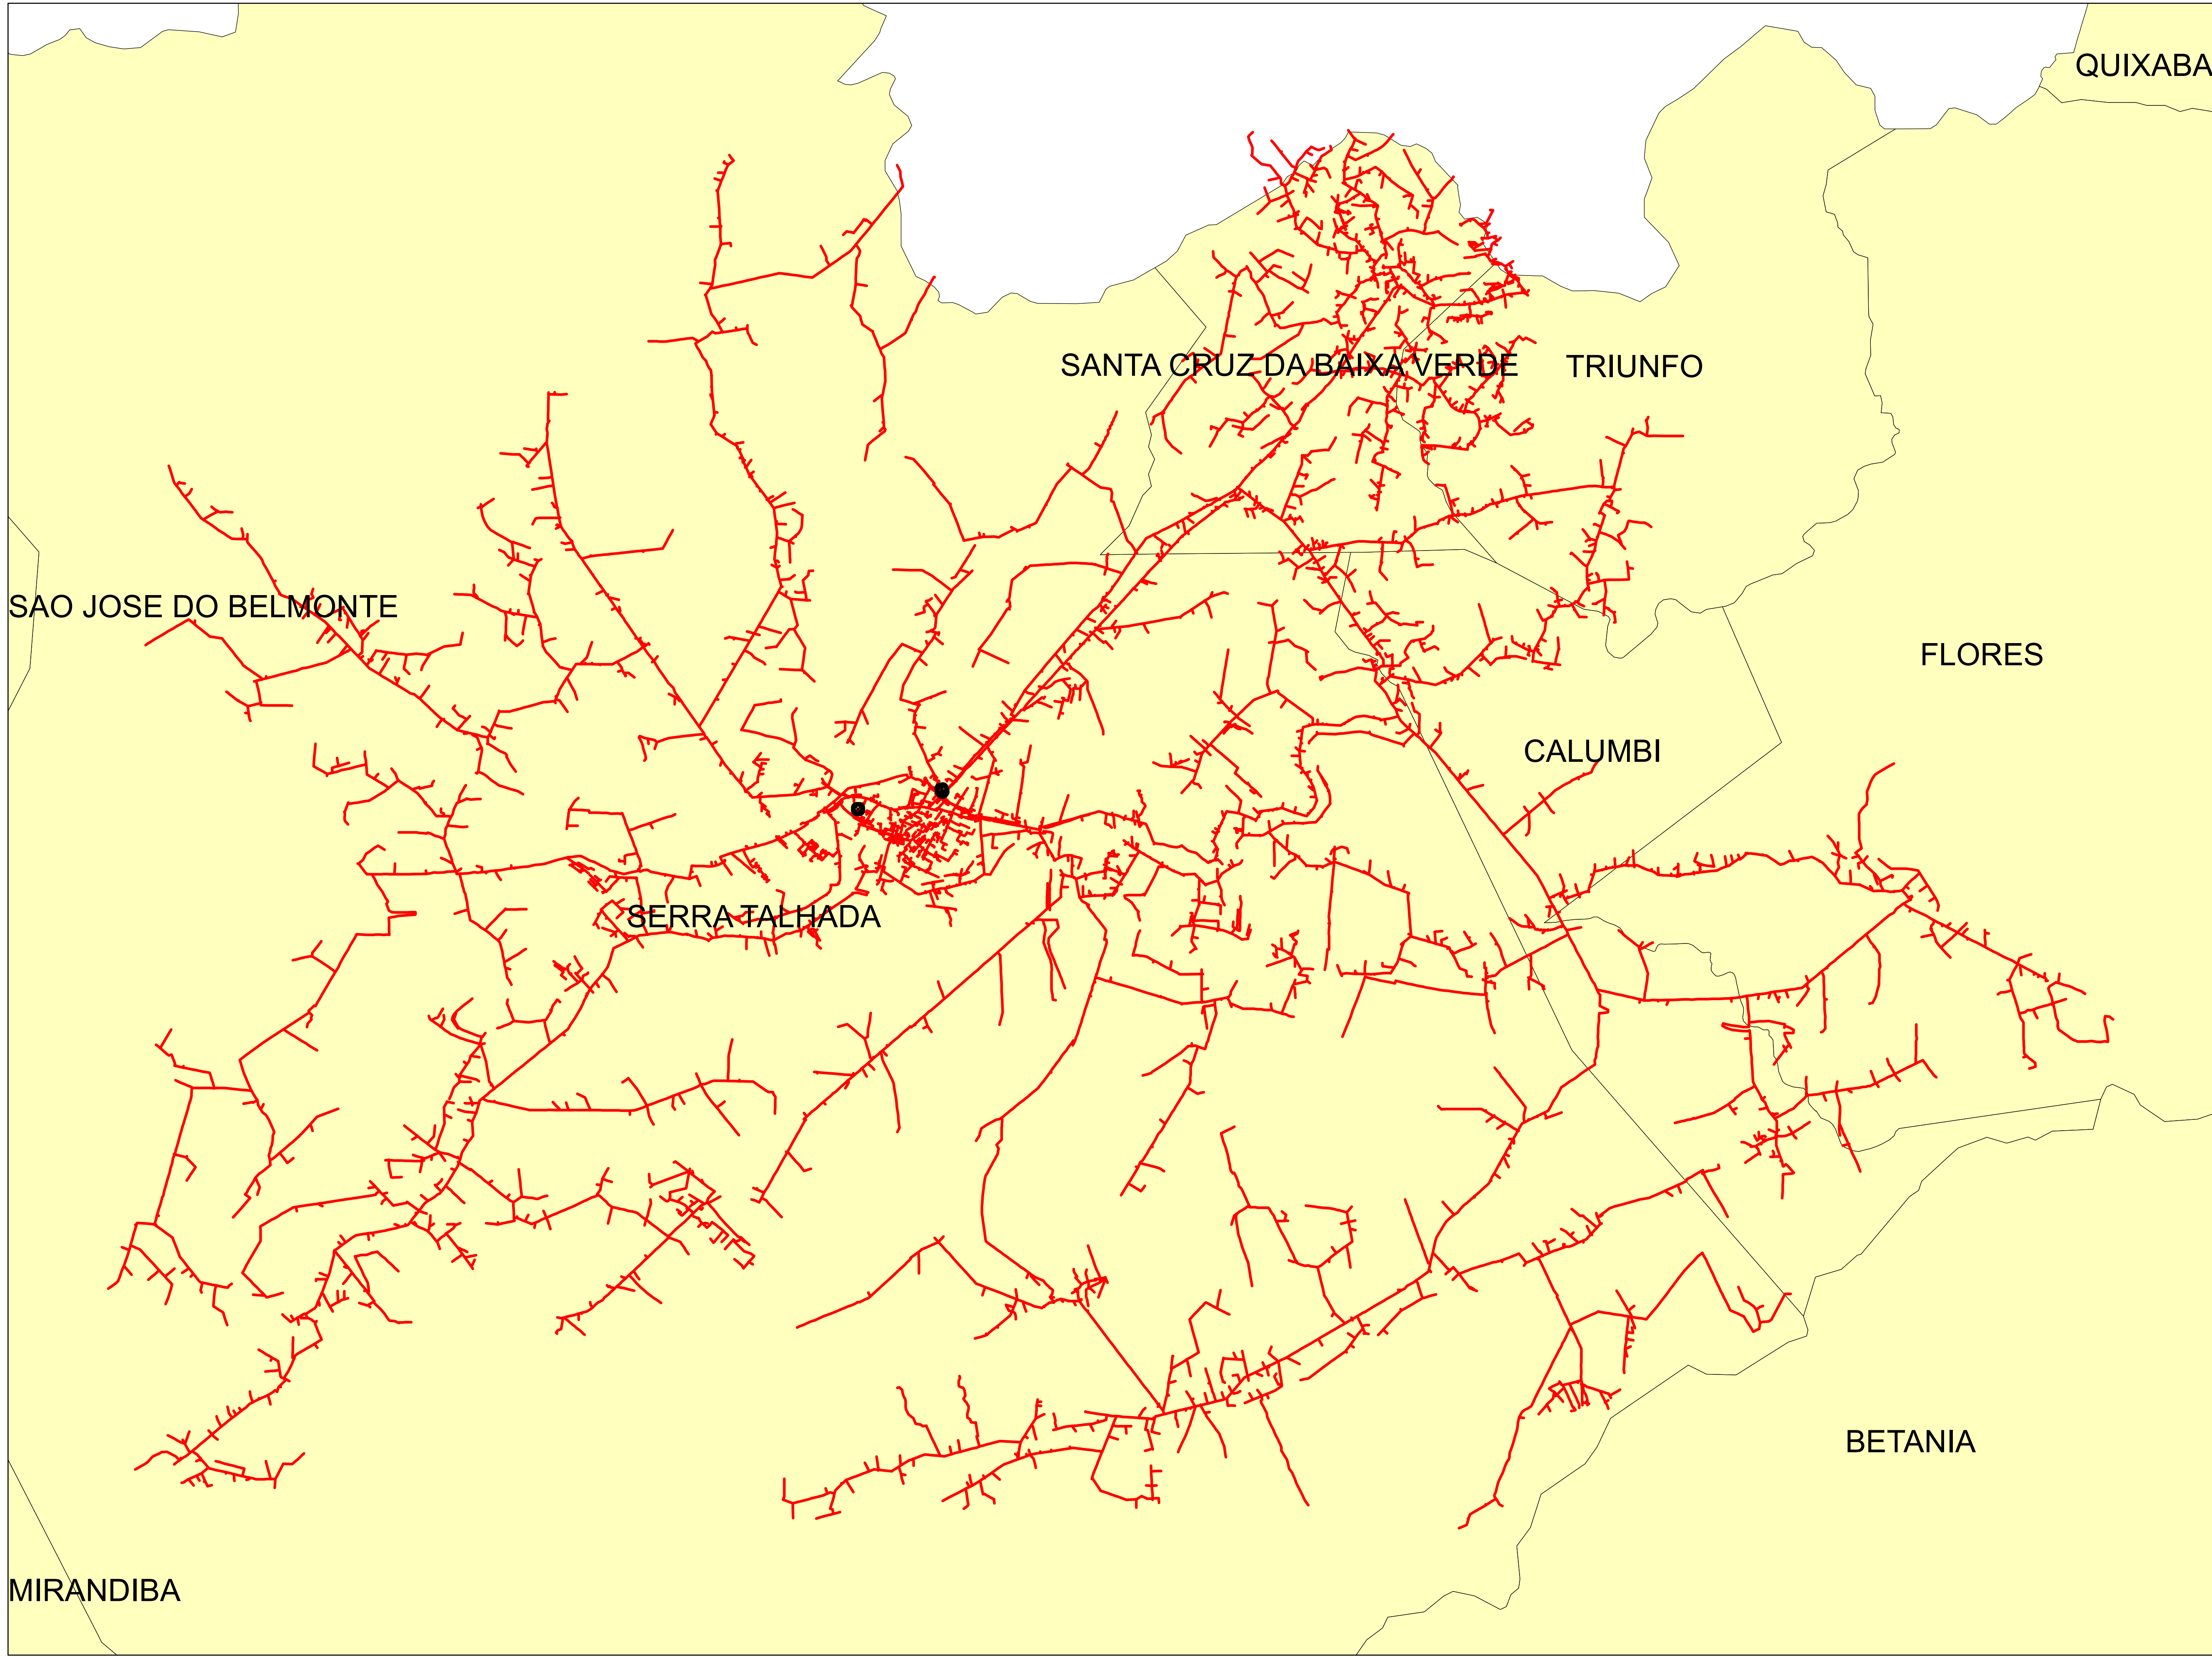 QUIXABA
SANTA CRUZ DA BAIXA VERDE
TRIUNFO
SAO JOSE DO BELMONTE
FLORES
CALUMBI
SERRA TALHADA
BETANIA
MIRANDIBA